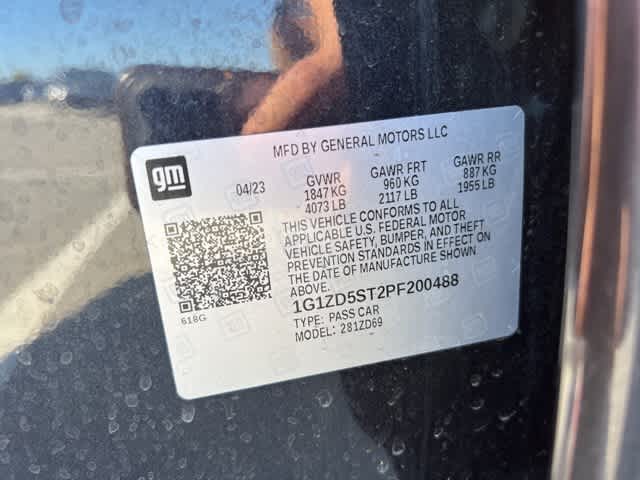 MFD BY GENERAL MOTORS LLC
gm
04/23 GVWR GAWR FRT GAWR RR
1847 KG 960 KG 887 KG
4073 LB 2117 LB 1955 LB
THIS VEHICLE CONFORMS TO ALL
APPLICABLE U.S. FEDERAL MOTOR
VEHICLE SAFETY, BUMPER, AND THEFT
PREVENTION STANDARDS IN EFFECT ON
THE DATE OF MANUFACTURE SHOWN
ABOVE.
1G1ZD5ST2PF200488
TYPE: PASS CAR
MODEL: 281ZD69
618G